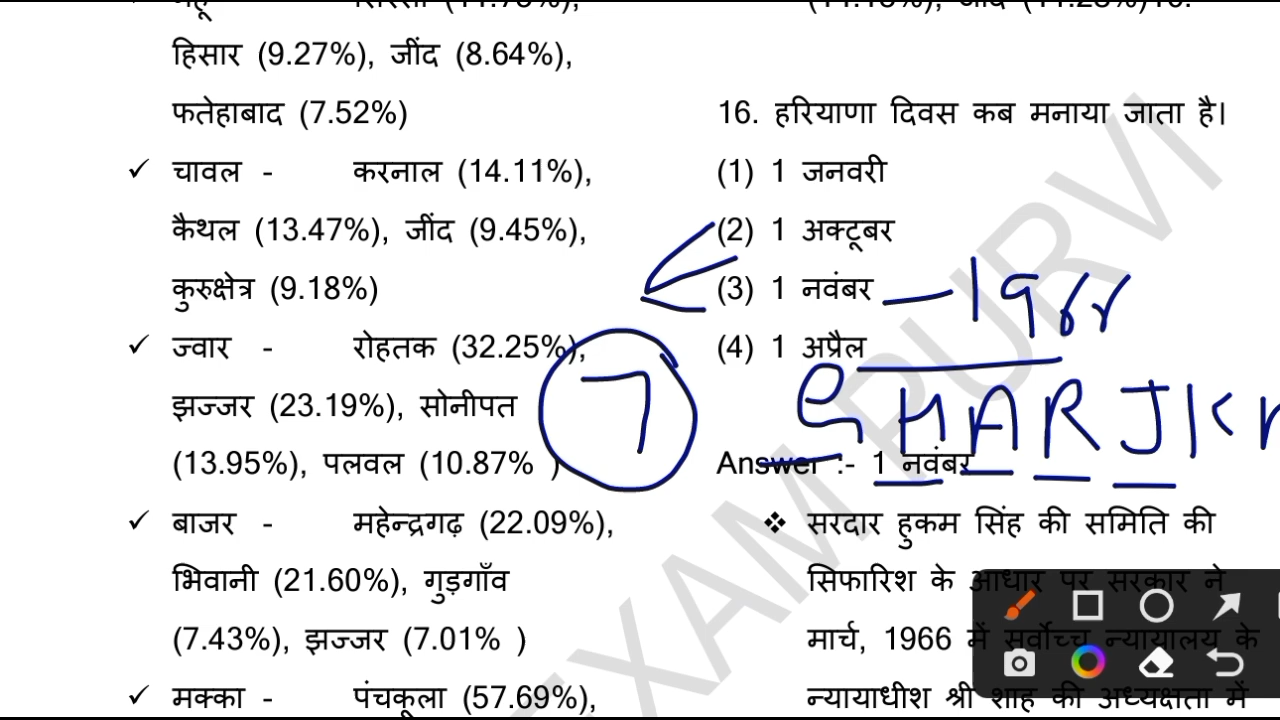 हिसार (9.27%), जींद (8.64%),
फतेहाबाद (7.52%)
✓ चावल - करनाल (14.11%),
कैथल (13.47%), जींद (9.45%),
कुरुक्षेत्र (9.18%)
✓ ज्वार - रोहतक (32.25%),
झज्जर (23.19%), सोनीपत
(13.95%), पलवल (10.87% )
✓ बाजर - महेन्द्रगढ़ (22.09%),
भिवानी (21.60%), गुड़गाँव
(7.43%), झज्जर (7.01% )
✓ मक्का - पंचकूला (57.69%),
7
16. हरियाणा दिवस कब मनाया जाता है।
(1) 1 जनवरी
(2) 1 अक्टूबर
(3) 1 नवंबर - 1966
(4) 1 अप्रैल
HARJK
Answer :- 1 नवंबर
❖ सरदार हुकम सिंह की समिति की
सिफारिश के आधार पर सरकार ने
मार्च, 1966 में सर्वोच्च न्यायालय के
न्यायाधीश श्री शाह की अध्यक्षता में
EXAM PURVI